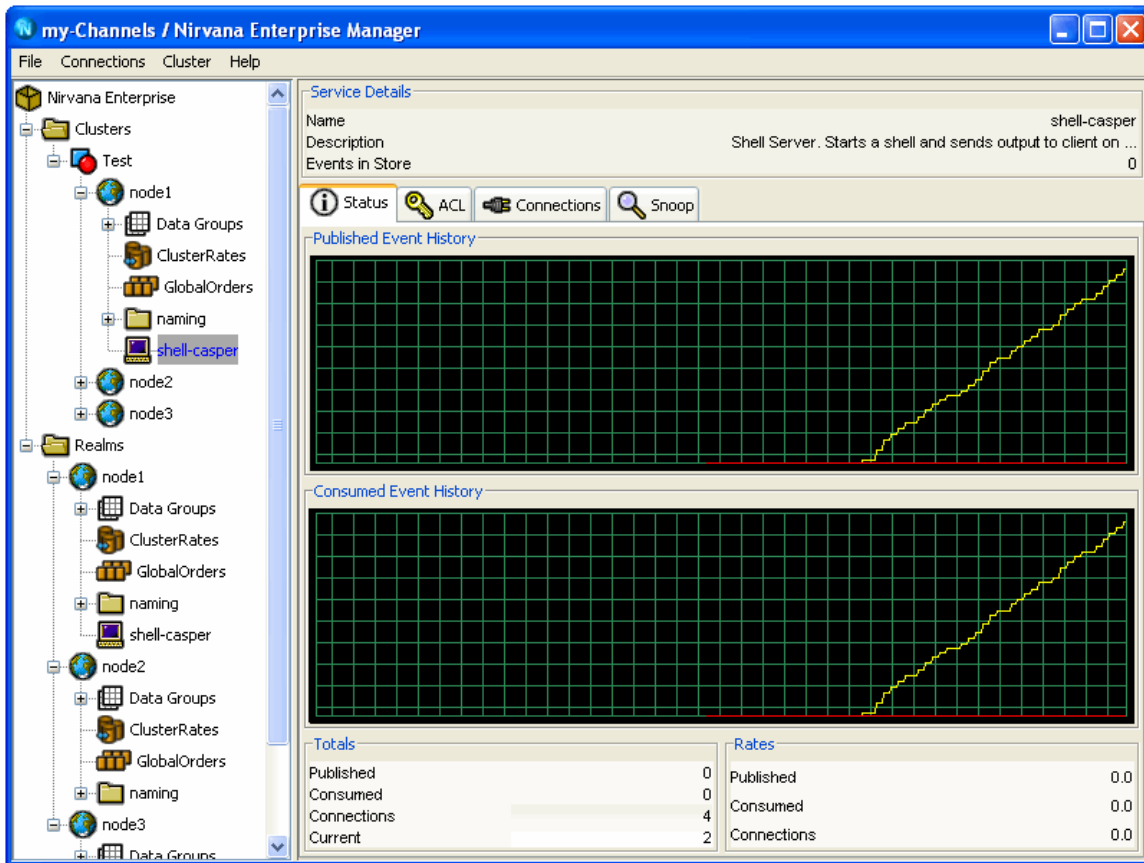 my-Channels / Nirvana Enterprise Manager
File Connections Cluster Help
Nirvana Enterprise
Clusters
Test
node1
Data Groups
ClusterRates
GlobalOrders
naming
shell-casper
node2
node3
Realms
node1
Data Groups
ClusterRates
GlobalOrders
naming
shell-casper
node2
Data Groups
ClusterRates
GlobalOrders
naming
node3
Data Groups
Service Details
Name shell-casper
Description Shell Server. Starts a shell and sends output to client on ...
Events in Store 0
Status ACL Connections Snoop
Published Event History
Consumed Event History
Totals
Published 0
Consumed 0
Connections 4
Current 2
Rates
Published 0.0
Consumed 0.0
Connections 0.0